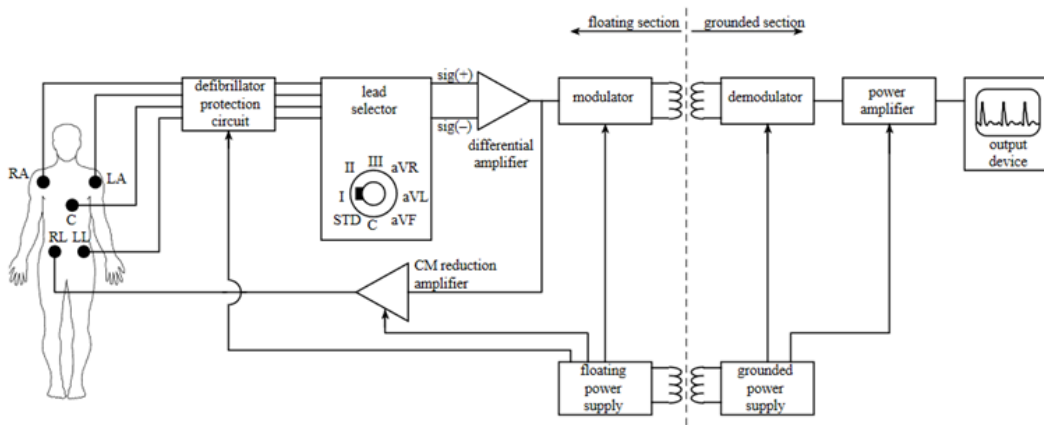 floating section
grounded section
defibrillator
protection
circuit
lead
selector
sig(+)
sig(−)
differential
amplifier
modulator
demodulator
power
amplifier
output
device
RA
LA
C
RL
LL
I
II
III
aVR
aVL
aVF
C
STD
CM reduction
amplifier
floating
power
supply
grounded
power
supply